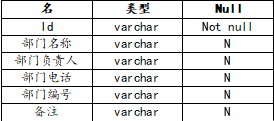 名 类型 Null
Id varchar Not null
部门名称 varchar N
部门负责人 varchar N
部门电话 varchar N
部门编号 varchar N
备注 varchar N